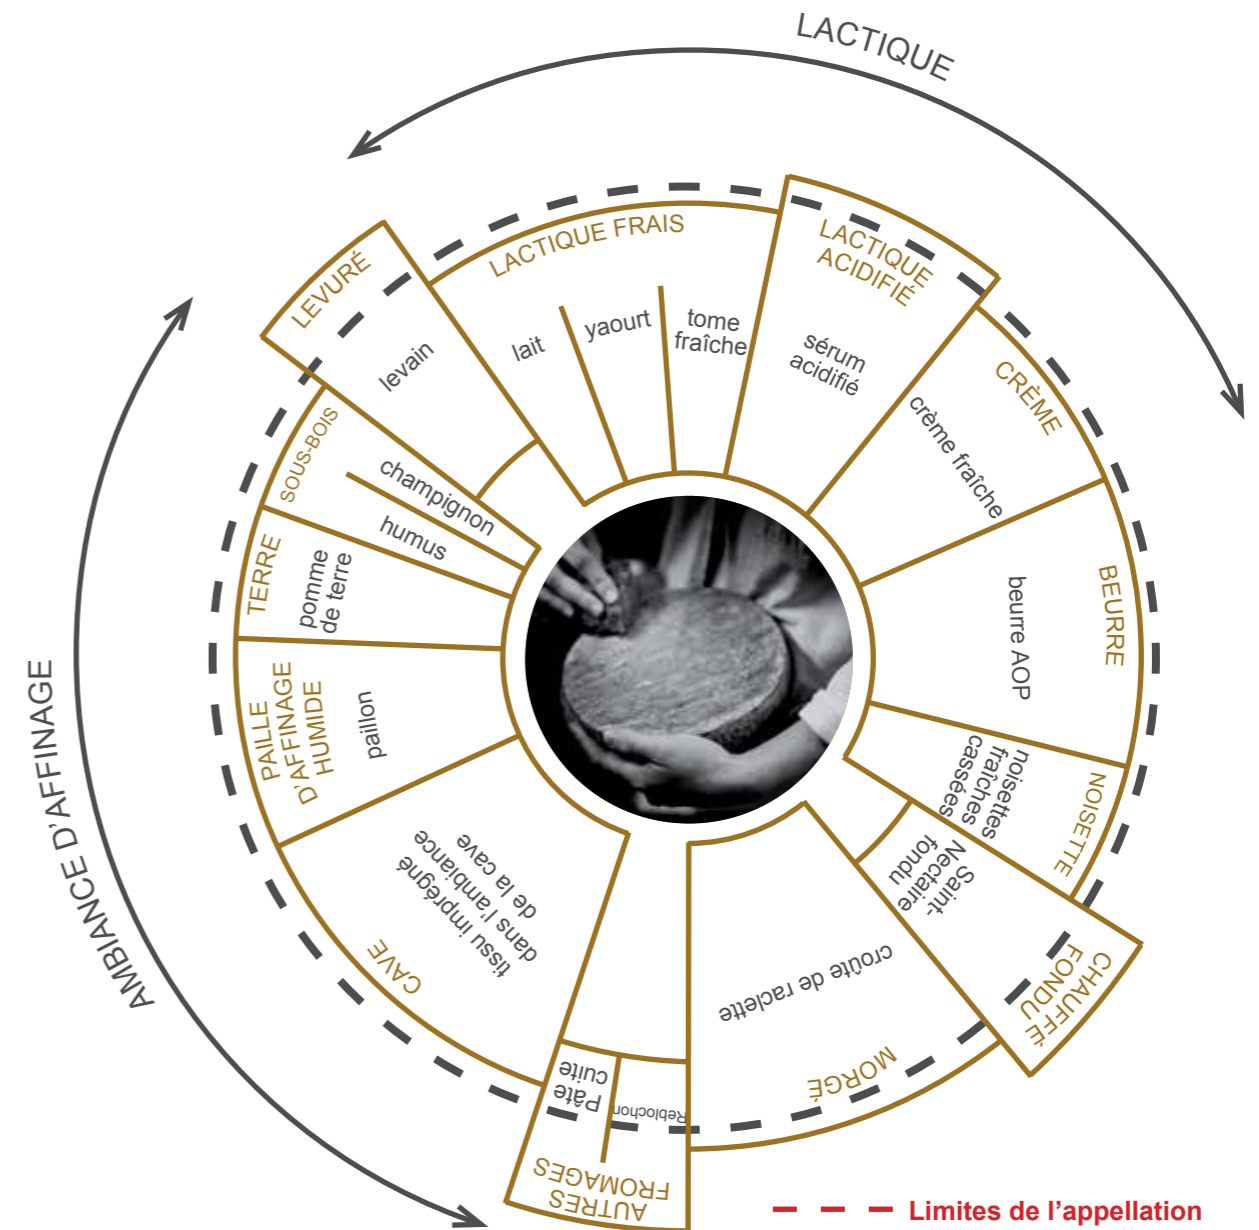 LACTIQUE
LACTIQUE FRAIS
lait
yaourt
tome
fraîche
LACTIQUE
ACIDIFIÉ
sérum
acidifié
CRÈME
crème fraîche
BEURRE
beurre AOP
NOISETTE
noisettes
fraîches
cassées
CHAUFFÉ
FONDU
Saint-
Nectaire
fondu
MORGÉ
croûte de raclette
AUTRES
FROMAGES
Reblochon
Pâte
cuite
CAVE
tissu imprégné
dans l'ambiance
de la cave
PAILLE
D'AFFINAGE
HUMIDE
paillon
TERRE
pomme
de terre
SOUS-BOIS
humus
champignon
LEVURÉ
levain
AMBIANCE D'AFFINAGE
Limites de l'appellation